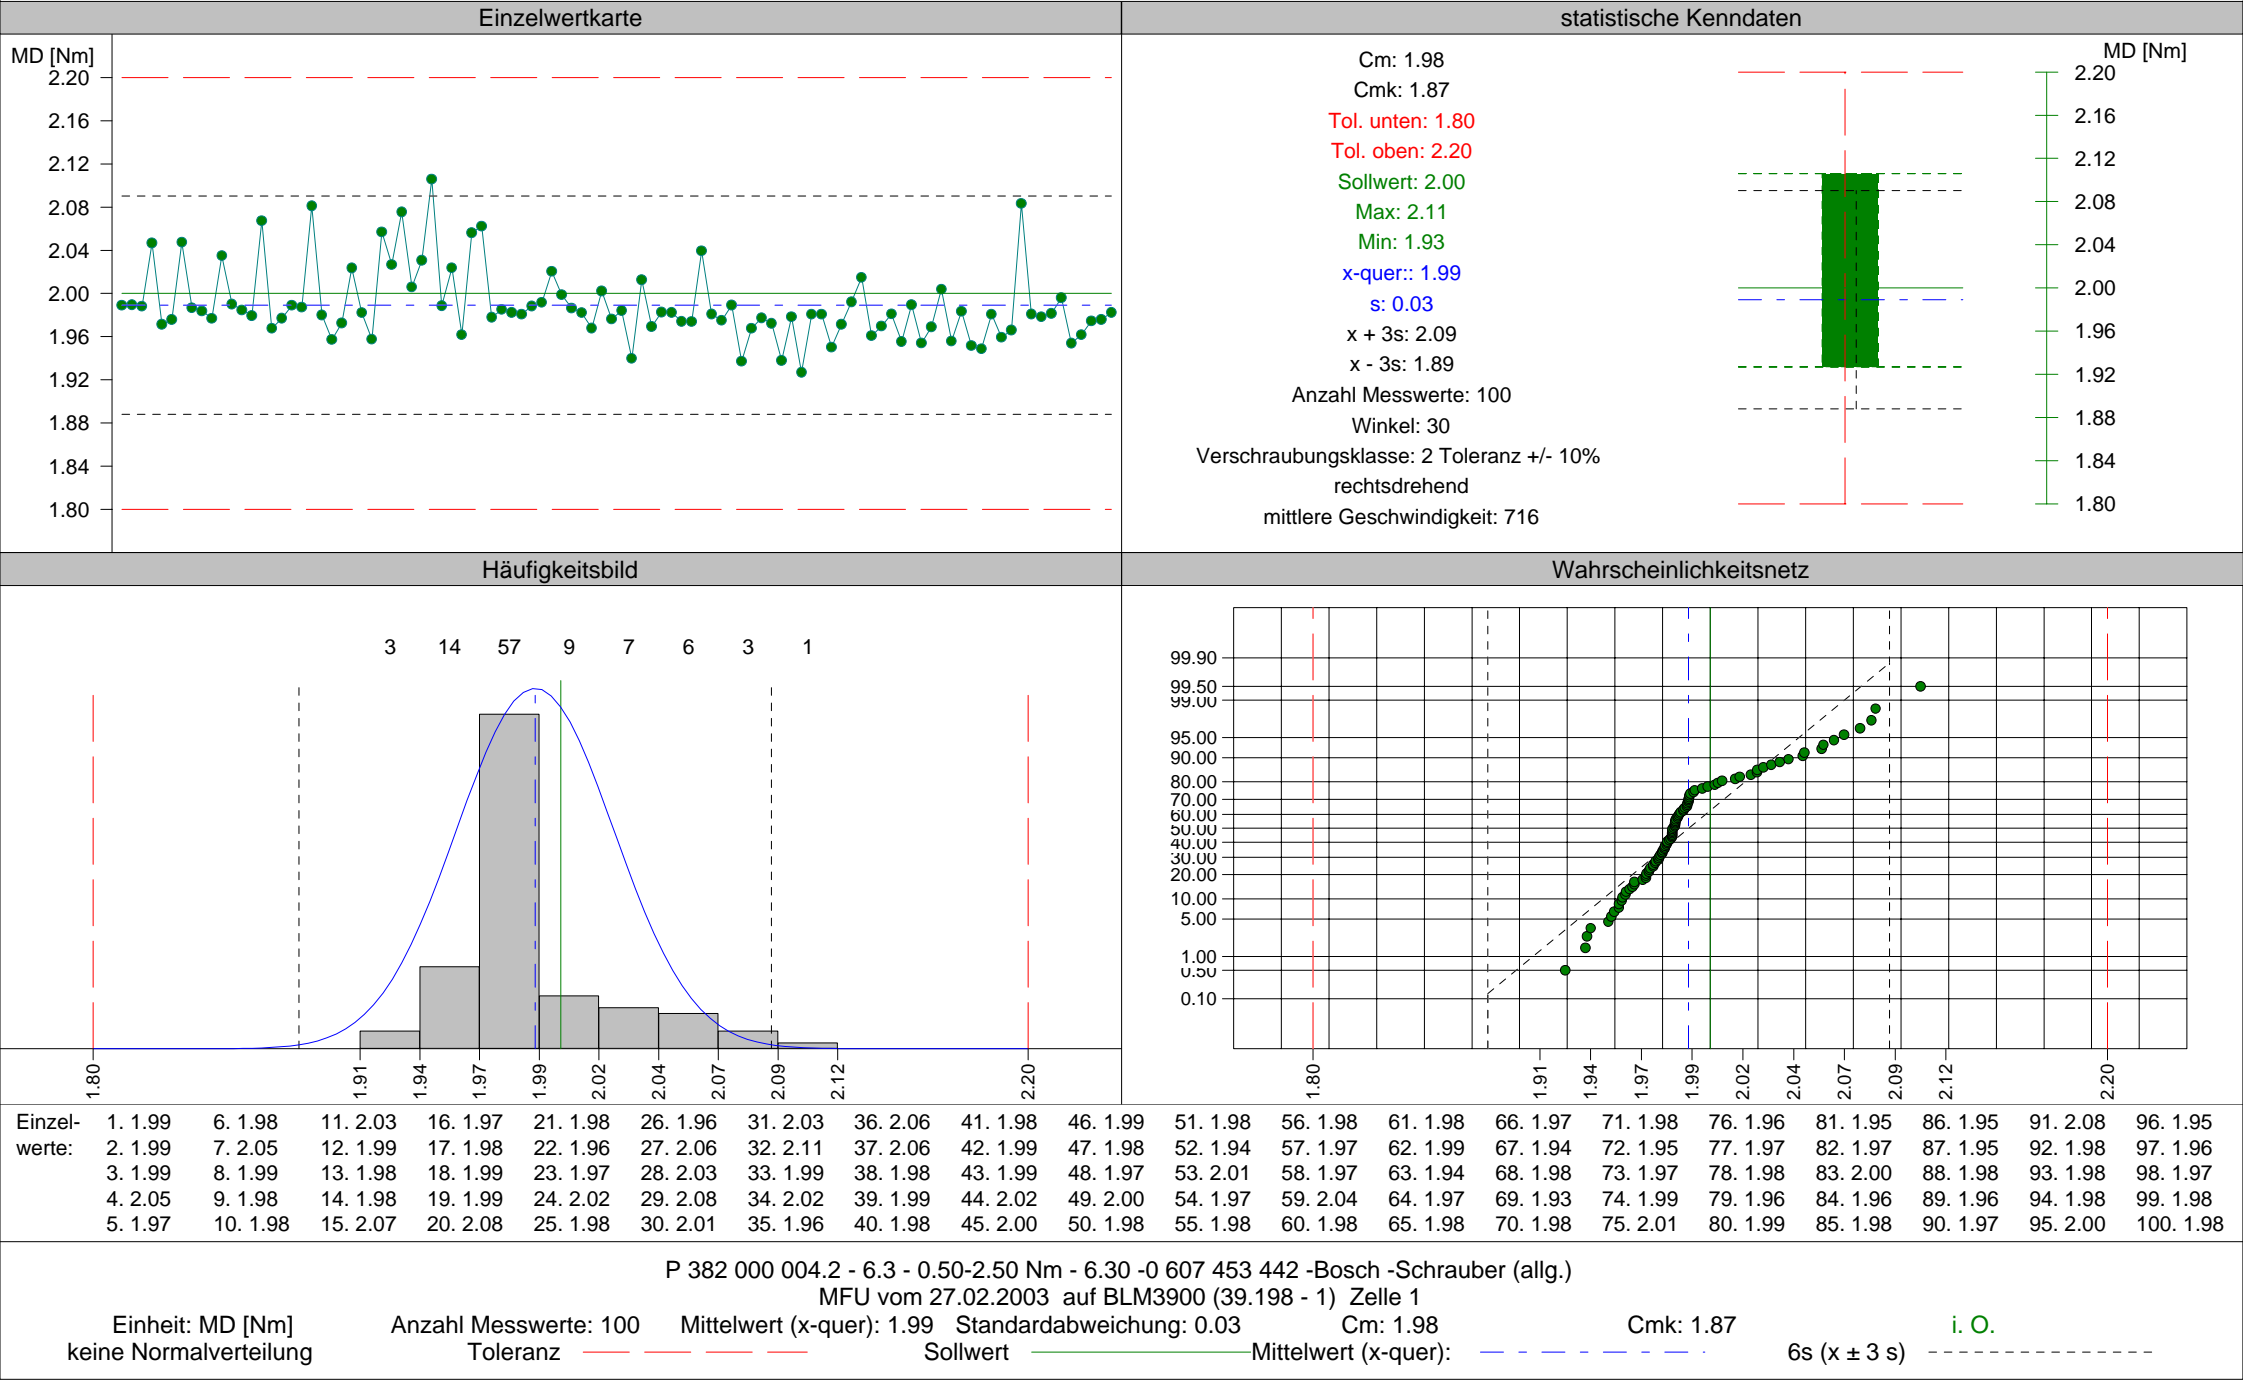 Einzelwertkarte
MD [Nm]
2.20
2.16
2.12
2.08
2.04
2.00
1.96
1.92
1.88
1.84
1.80
statistische Kenndaten
Cm: 1.98
Cmk: 1.87
Tol. unten: 1.80
Tol. oben: 2.20
Sollwert: 2.00
Max: 2.11
Min: 1.93
x-quer:: 1.99
s: 0.03
x + 3s: 2.09
x - 3s: 1.89
Anzahl Messwerte: 100
Winkel: 30
Verschraubungsklasse: 2 Toleranz +/- 10%
rechtsdrehend
mittlere Geschwindigkeit: 716
MD [Nm]
2.20
2.16
2.12
2.08
2.04
2.00
1.96
1.92
1.88
1.84
1.80
Häufigkeitsbild
3 14 57 9 7 6 3 1
1.80 1.91 1.94 1.97 1.99 2.02 2.04 2.07 2.09 2.12 2.20
Wahrscheinlichkeitsnetz
99.90
99.50
99.00
95.00
90.00
80.00
70.00
60.00
50.00
40.00
30.00
20.00
10.00
5.00
1.00
0.50
0.10
1.80 1.91 1.94 1.97 1.99 2.02 2.04 2.07 2.09 2.12 2.20
Einzel- 1. 1.99 6. 1.98 11. 2.03 16. 1.97 21. 1.98 26. 1.96 31. 2.03 36. 2.06 41. 1.98 46. 1.99 51. 1.98 56. 1.98 61. 1.98 66. 1.97 71. 1.98 76. 1.96 81. 1.95 86. 1.95 91. 2.08 96. 1.95
werte: 2. 1.99 7. 2.05 12. 1.99 17. 1.98 22. 1.96 27. 2.06 32. 2.11 37. 2.06 42. 1.99 47. 1.98 52. 1.94 57. 1.97 62. 1.99 67. 1.94 72. 1.95 77. 1.97 82. 1.97 87. 1.95 92. 1.98 97. 1.96
3. 1.99 8. 1.99 13. 1.98 18. 1.99 23. 1.97 28. 2.03 33. 1.99 38. 1.98 43. 1.99 48. 1.97 53. 2.01 58. 1.97 63. 1.94 68. 1.98 73. 1.97 78. 1.98 83. 2.00 88. 1.98 93. 1.98 98. 1.97
4. 2.05 9. 1.98 14. 1.98 19. 1.99 24. 2.02 29. 2.08 34. 2.02 39. 1.99 44. 2.02 49. 2.00 54. 1.97 59. 2.04 64. 1.97 69. 1.93 74. 1.99 79. 1.96 84. 1.96 89. 1.96 94. 1.98 99. 1.98
5. 1.97 10. 1.98 15. 2.07 20. 2.08 25. 1.98 30. 2.01 35. 1.96 40. 1.98 45. 2.00 50. 1.98 55. 1.98 60. 1.98 65. 1.98 70. 1.98 75. 2.01 80. 1.99 85. 1.98 90. 1.97 95. 2.00 100. 1.98
P 382 000 004.2 - 6.3 - 0.50-2.50 Nm - 6.30 -0 607 453 442 -Bosch -Schrauber (allg.)
MFU vom 27.02.2003 auf BLM3900 (39.198 - 1) Zelle 1
Einheit: MD [Nm] Anzahl Messwerte: 100 Mittelwert (x-quer): 1.99 Standardabweichung: 0.03 Cm: 1.98 Cmk: 1.87 i. O.
keine Normalverteilung Toleranz Sollwert Mittelwert (x-quer): 6s (x ± 3 s)